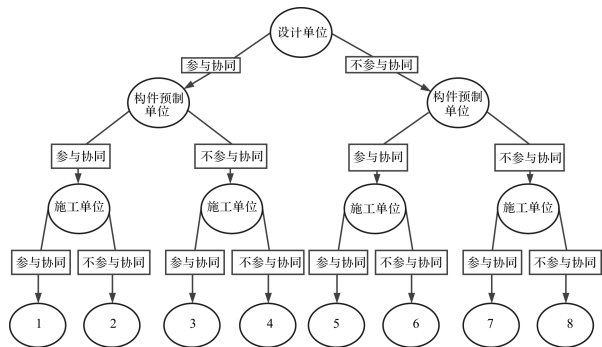 设计单位
参与协同
不参与协同
构件预制
单位
构件预制
单位
参与协同
不参与协同
参与协同
不参与协同
施工单位
施工单位
施工单位
施工单位
参与协同
不参与协同
参与协同
不参与协同
参与协同
不参与协同
参与协同
不参与协同
1
2
3
4
5
6
7
8